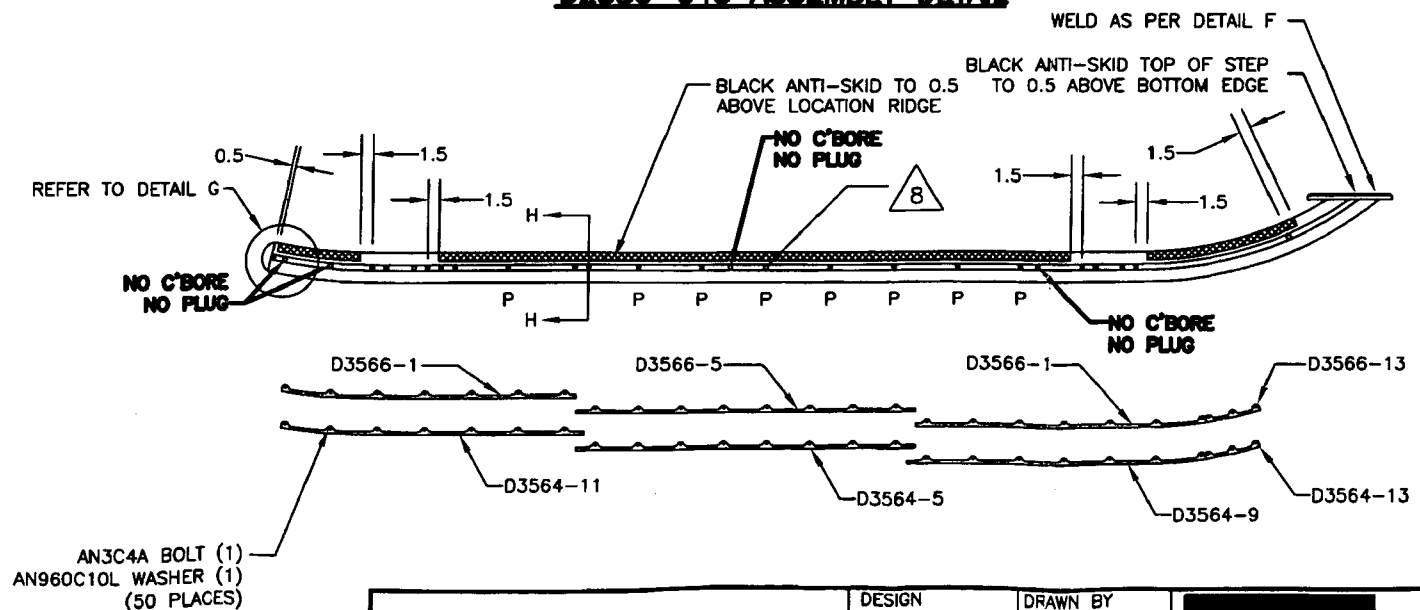 WELD AS PER DETAIL F
BLACK ANTI-SKID TO 0.5
ABOVE LOCATION RIDGE
BLACK ANTI-SKID TOP OF STEP
TO 0.5 ABOVE BOTTOM EDGE
NO C'BORE
NO PLUG
0.5
1.5
1.5
1.5
1.5
1.5
REFER TO DETAIL G
8
H
H
NO C'BORE
NO PLUG
P P P P P P P P
NO C'BORE
NO PLUG
D3566-1
D3566-5
D3566-1
D3566-13
D3564-11
D3564-5
D3564-9
D3564-13
AN3C4A BOLT (1)
AN960C10L WASHER (1)
(50 PLACES)
DESIGN
DRAWN BY